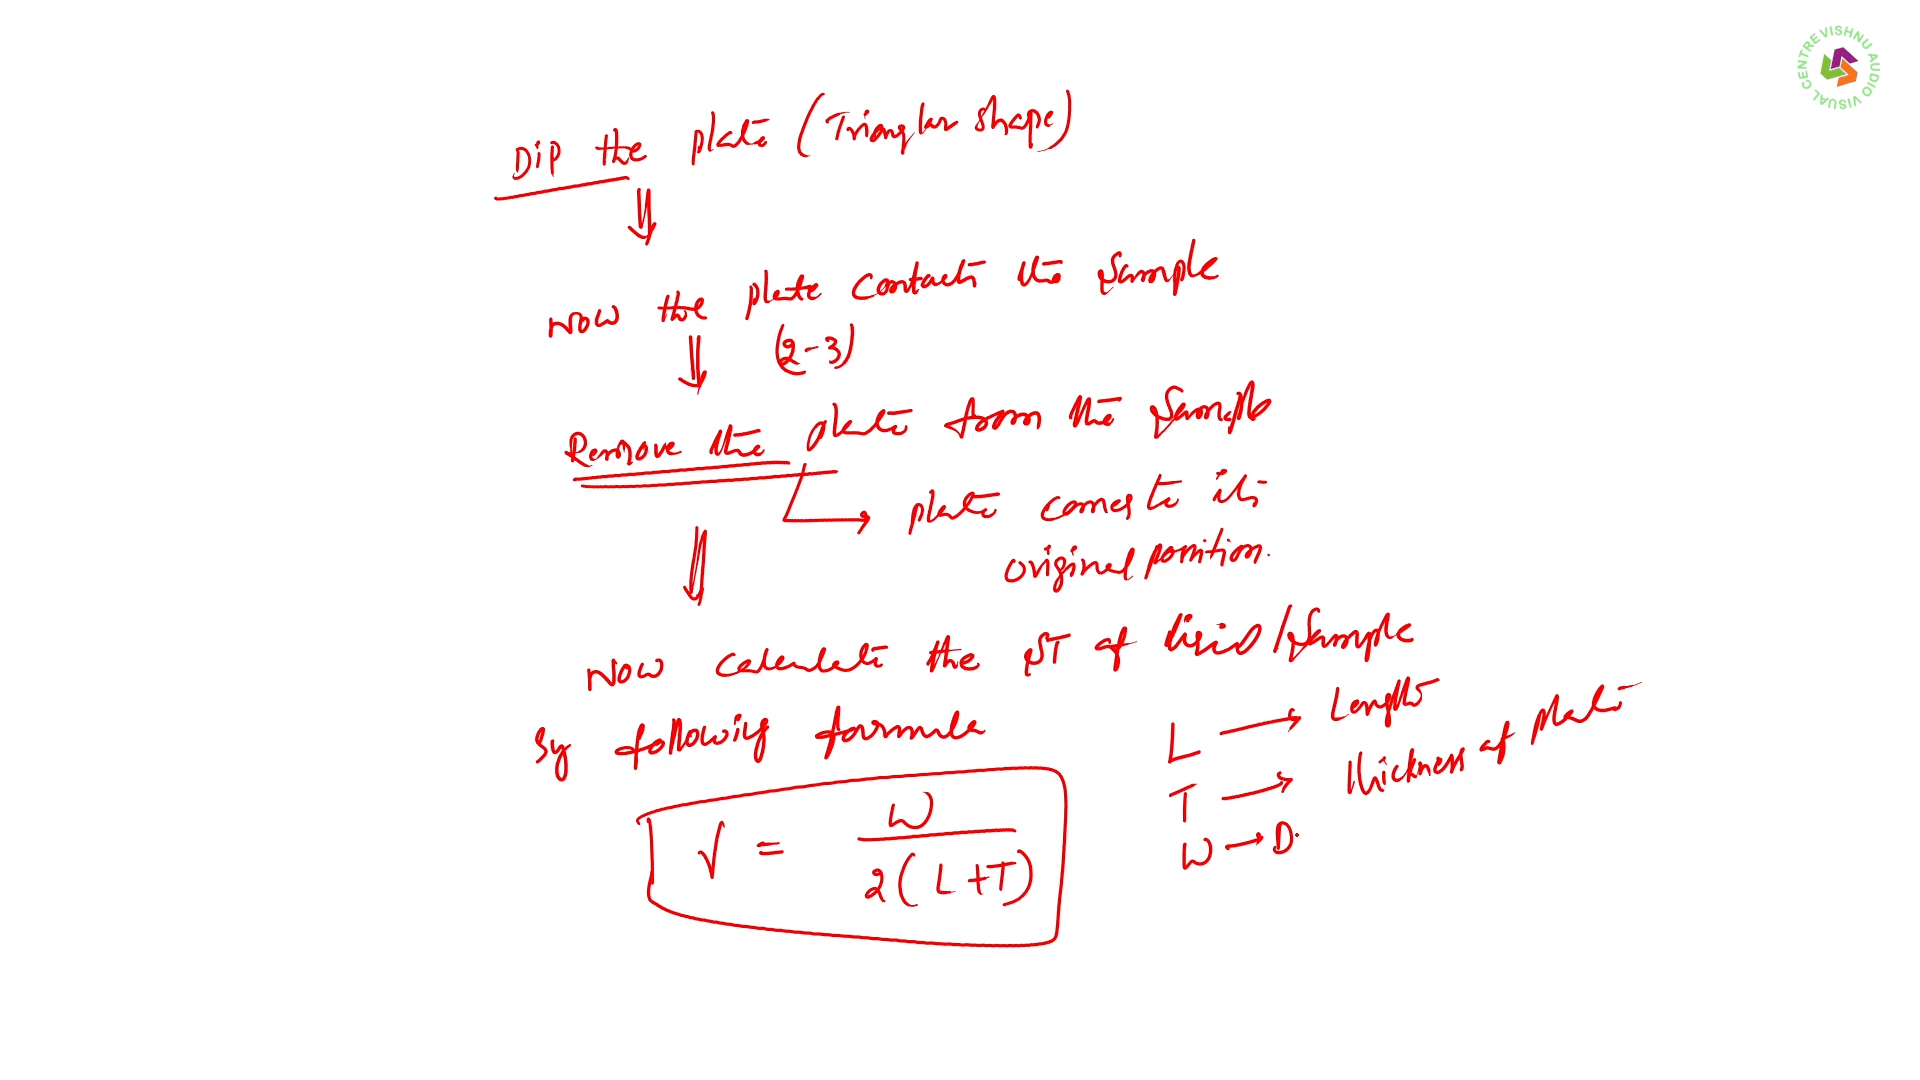 VISHNU AUDIO VISUAL CENTRE
Dip the plate (Triangular shape)
Now the plate contacts the sample
(2-3)
Remove the plate from the sample
plate comes to its
original position.
Now calculate the ST of liquid/sample
by following formula
L → Length
T → Thickness of plate
W → D
γ = W / 2(L+T)